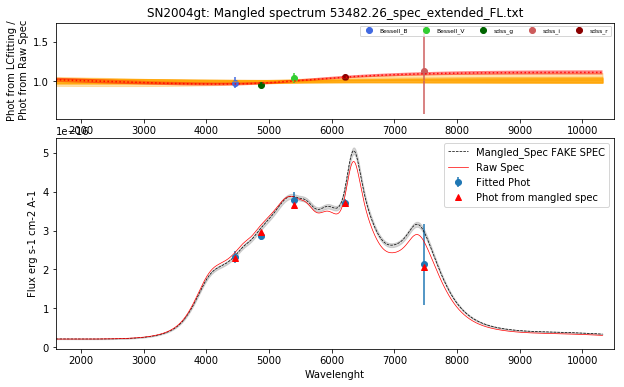 SN2004gt: Mangled spectrum 53482.26_spec_extended_FL.txt
Phot from LCfitting /
Phot from Raw Spec
1.5
1.0
Bessell_B
Bessell_V
sdss_g
sdss_i
sdss_r
2000 3000 4000 5000 6000 7000 8000 9000 10000
1e−16
Flux erg s-1 cm-2 A-1
5
4
3
2
1
0
Mangled_Spec FAKE SPEC
Raw Spec
Fitted Phot
Phot from mangled spec
2000 3000 4000 5000 6000 7000 8000 9000 10000
Wavelenght